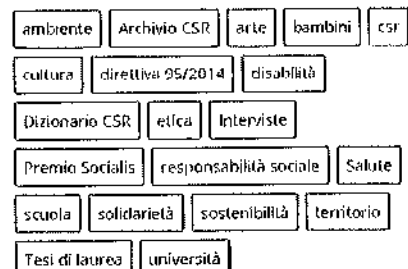 ambiente Archivio CSR arte bambini csr
cultura direttiva 95/2014 disabilità
Dizionario CSR etica Interviste
Premio Socialis responsabilità sociale Salute
scuola solidarietà sostenibilità territorio
Tesi di laurea università